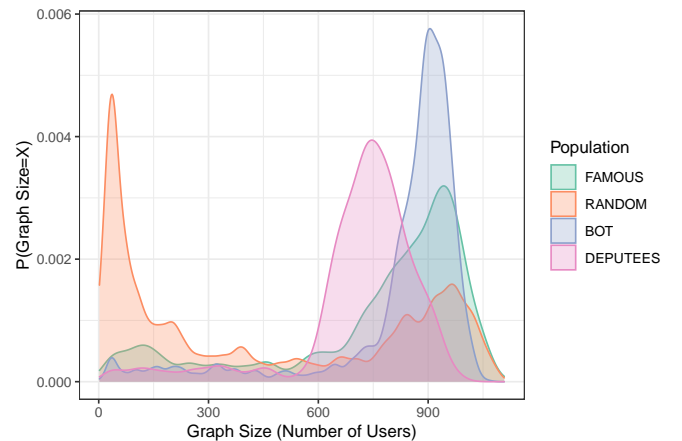 0.006
0.004
0.002
0.000
P(Graph Size=X)
0
300
600
900
Graph Size (Number of Users)
Population
FAMOUS
RANDOM
BOT
DEPUTEES